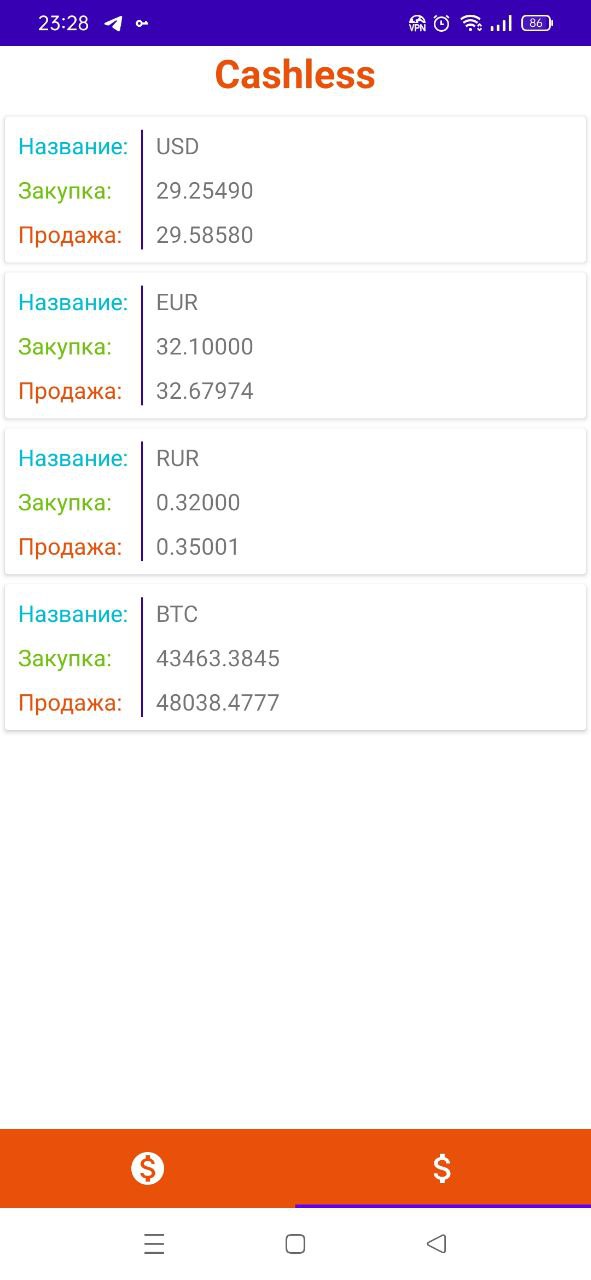 23:28 VPN 86
Cashless
Название: USD
Закупка: 29.25490
Продажа: 29.58580
Название: EUR
Закупка: 32.10000
Продажа: 32.67974
Название: RUR
Закупка: 0.32000
Продажа: 0.35001
Название: BTC
Закупка: 43463.3845
Продажа: 48038.4777
$ $